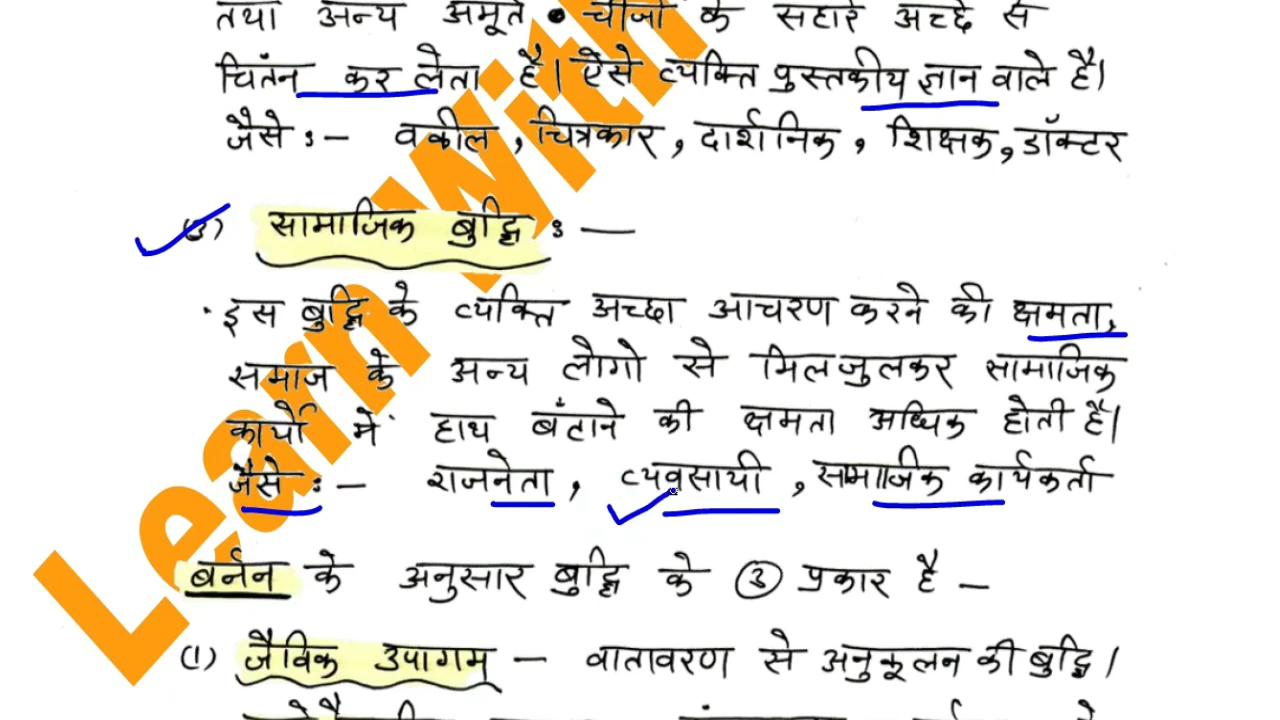 तथा अन्य अमूर्त चीजों के सहारे अच्छे से
चिंतन कर लेता है। ऐसे व्यक्ति पुस्तकीय ज्ञान वाले है।
जैसे :- वकील, चित्रकार, दार्शनिक, शिक्षक, डॉक्टर
(3) सामाजिक बुद्धि :—
· इस बुद्धि के व्यक्ति अच्छा आचरण करने की क्षमता,
समाज के अन्य लोगो से मिलजुलकर सामाजिक
कार्यो में हाथ बंटाने की क्षमता अधिक होती है।
जैसे :- राजनेता, व्यवसायी, सामाजिक कार्यकर्ता
बर्नन के अनुसार बुद्धि के ③ प्रकार है –
(1) जैविक उपागम् – वातावरण से अनुकूलन की बुद्धि।
Learn With